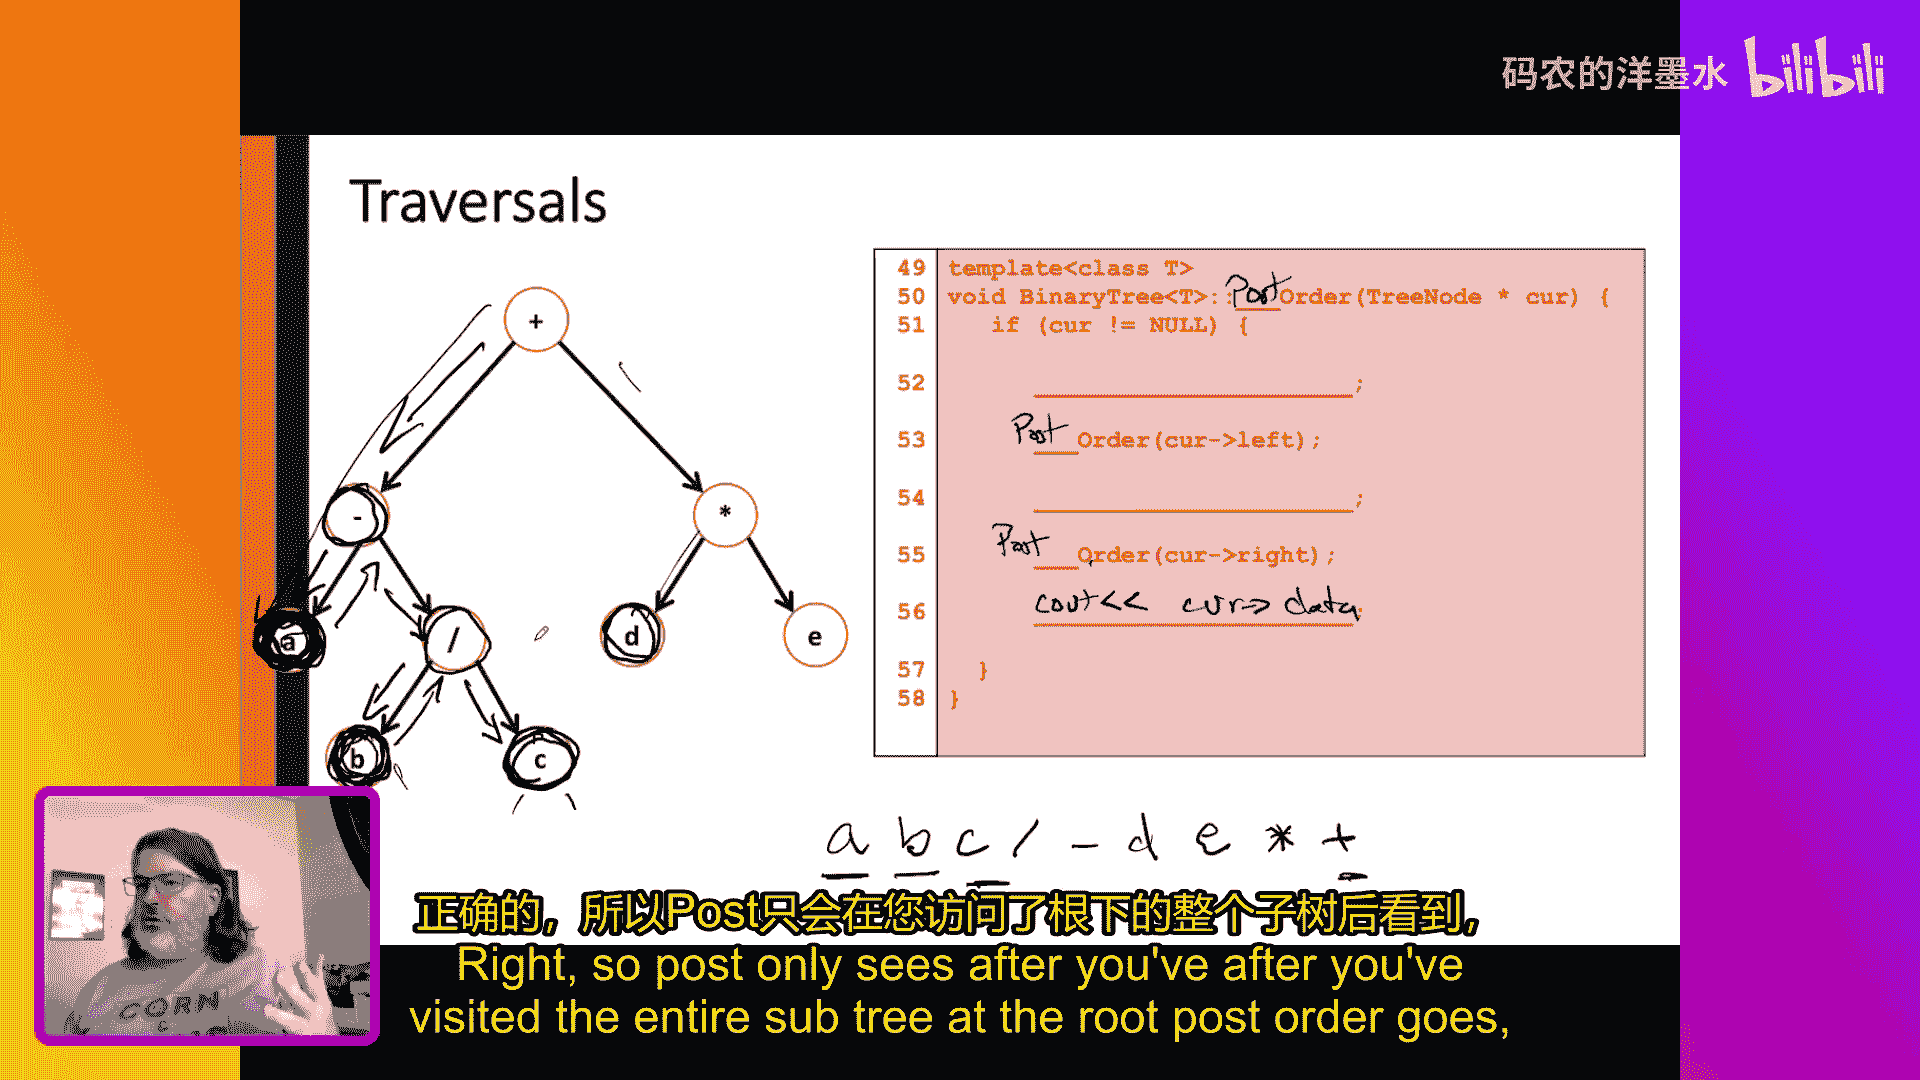 码农的洋墨水 bilibili
Traversals
+
-
*
a
/
d
e
b
c
49 template<class T>
50 void BinaryTree<T>::PostOrder(TreeNode * cur) {
51 if (cur != NULL) {
52 ;
53 Post Order(cur->left);
54 ;
55 Post Order(cur->right);
56 cout<< cur-> data;
57 }
58 }
a b c / - d e * +
CORN
正确的，所以Post只会在您访问了根下的整个子树后看到，
Right, so post only sees after you've after you've
visited the entire sub tree at the root post order goes,